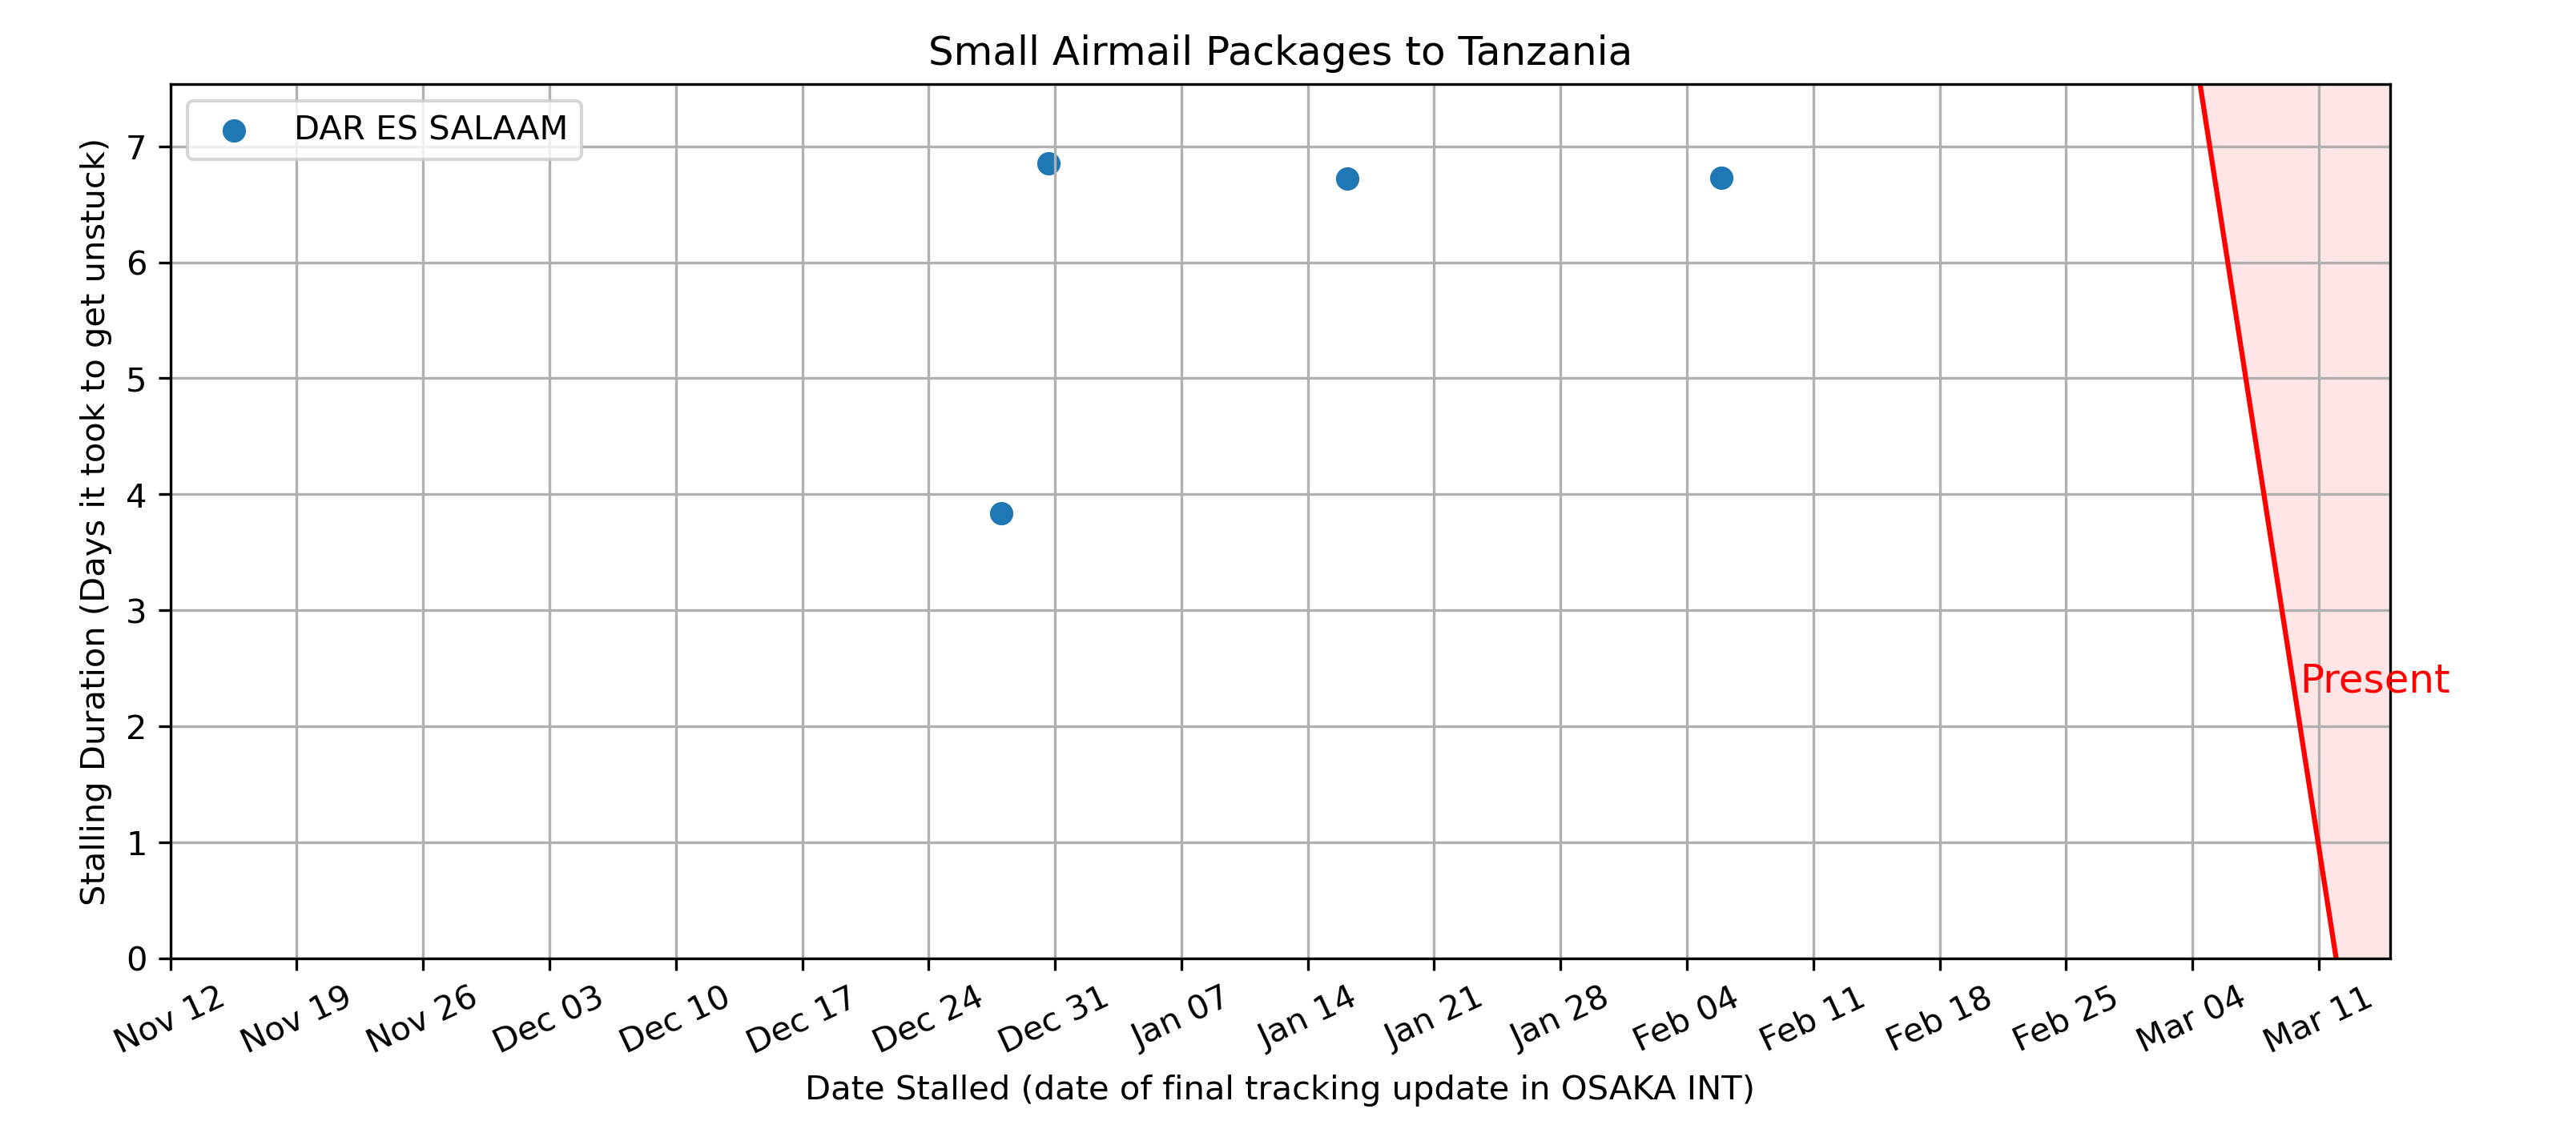 Small Airmail Packages to Tanzania
DAR ES SALAAM
Stalling Duration (Days it took to get unstuck)
7
6
5
4
3
2
1
0
Present
Nov 12
Nov 19
Nov 26
Dec 03
Dec 10
Dec 17
Dec 24
Dec 31
Jan 07
Jan 14
Jan 21
Jan 28
Feb 04
Feb 11
Feb 18
Feb 25
Mar 04
Mar 11
Date Stalled (date of final tracking update in OSAKA INT)